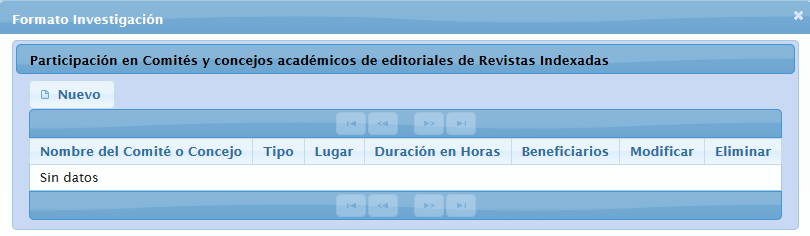 Formato Investigación
Participación en Comités y concejos académicos de editoriales de Revistas Indexadas
Nuevo
Nombre del Comité o Concejo Tipo Lugar Duración en Horas Beneficiarios Modificar Eliminar
Sin datos